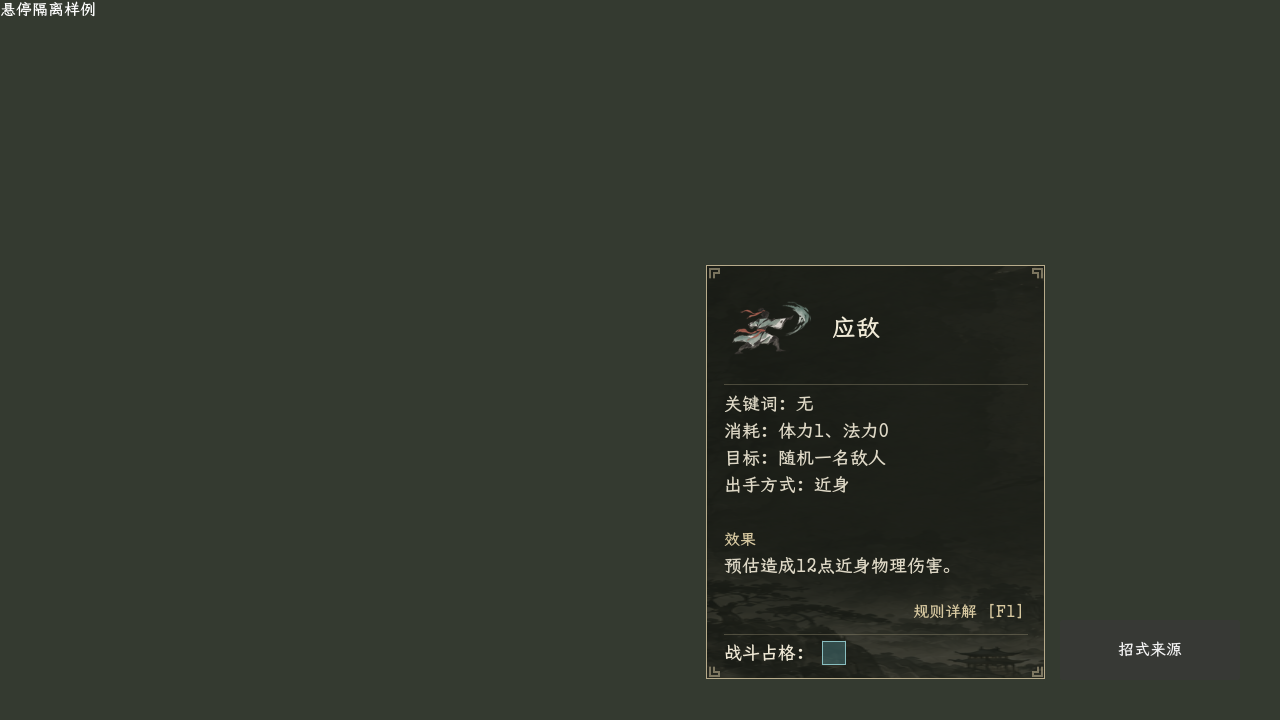 悬停隔离样例
应敌
关键词: 无
消耗: 体力1、法力0
目标: 随机一名敌人
出手方式: 近身
效果
预估造成12点近身物理伤害。
规则详解 [F1]
战斗占格:
招式来源